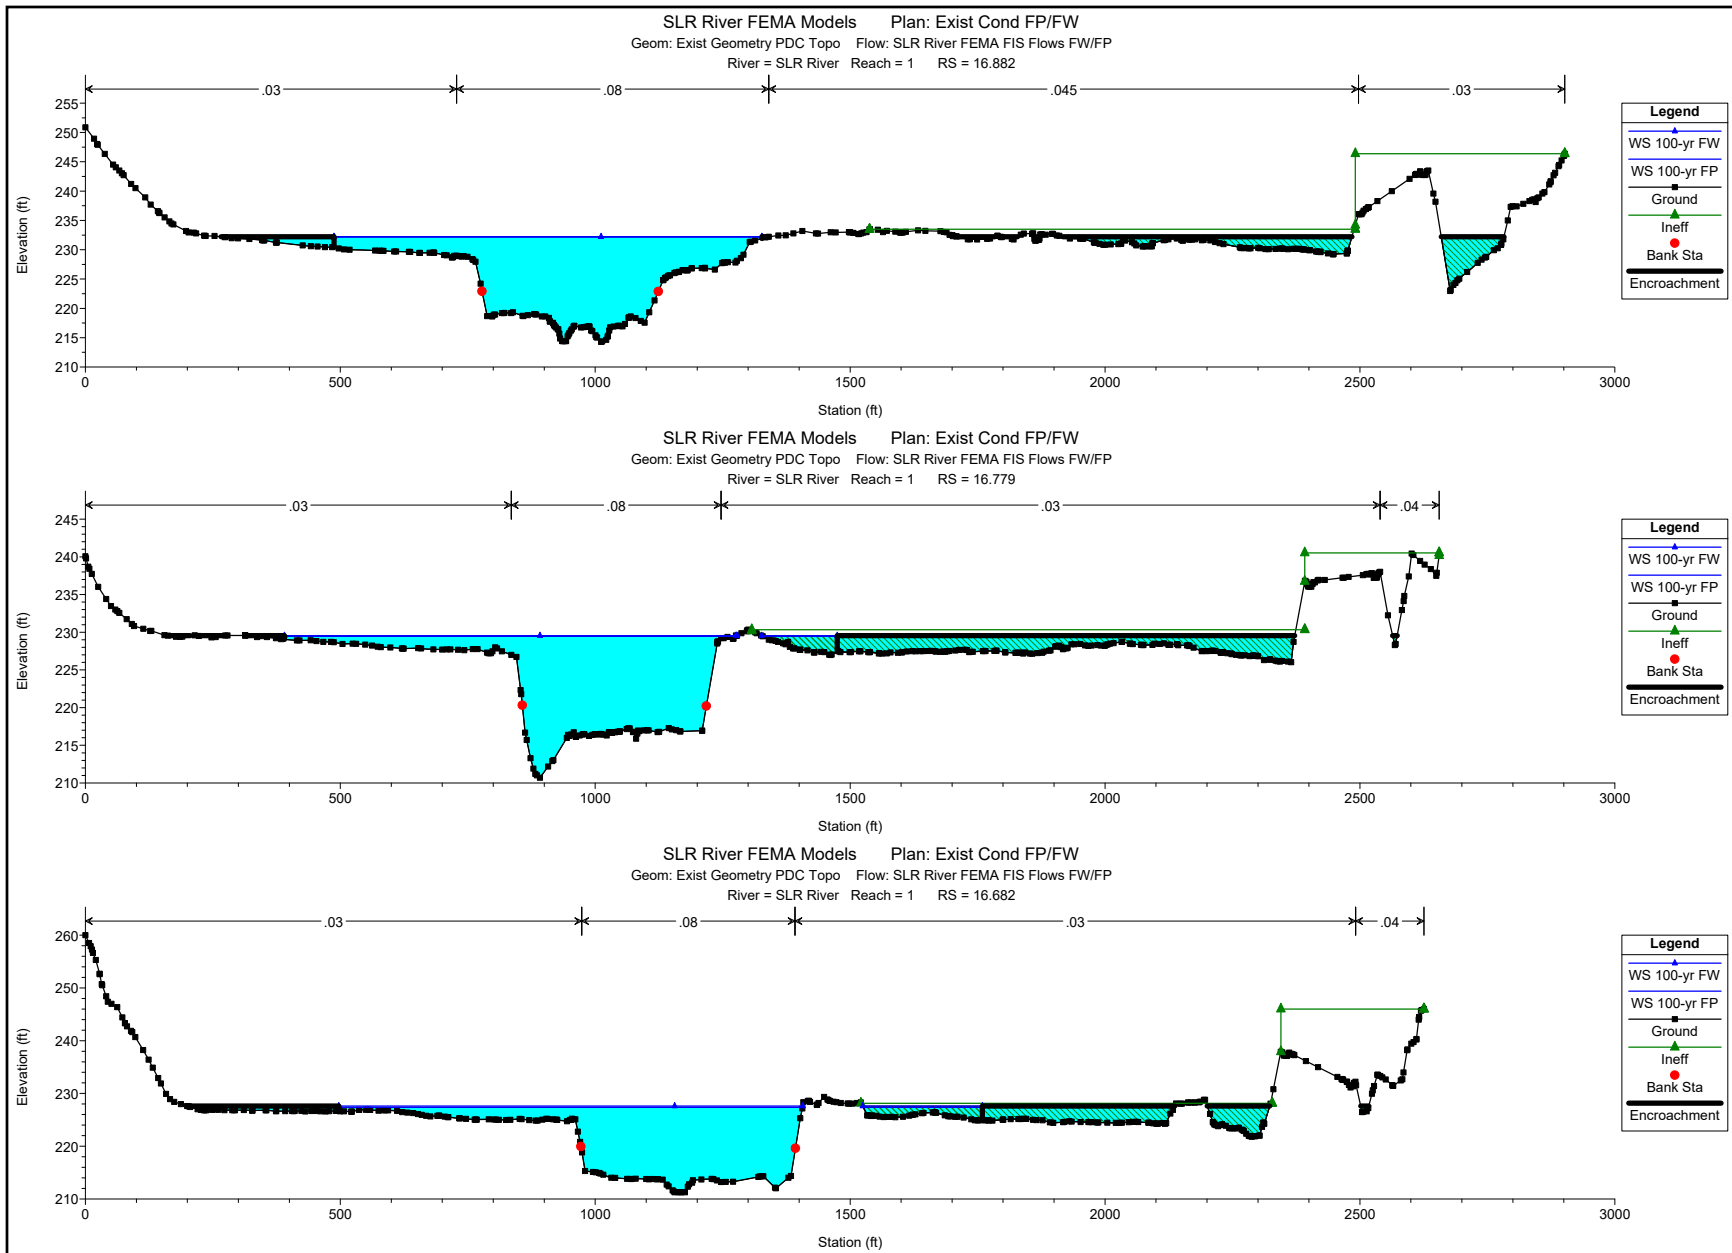 SLR River FEMA Models Plan: Exist Cond FP/FW
Geom: Exist Geometry PDC Topo Flow: SLR River FEMA FIS Flows FW/FP
River = SLR River Reach = 1 RS = 16.882
.03 .08 .045 .03
255
250
245
240
235
230
225
220
215
210
Elevation (ft)
0 500 1000 1500 2000 2500 3000
Station (ft)
Legend
WS 100-yr FW
WS 100-yr FP
Ground
Ineff
Bank Sta
Encroachment
SLR River FEMA Models Plan: Exist Cond FP/FW
Geom: Exist Geometry PDC Topo Flow: SLR River FEMA FIS Flows FW/FP
River = SLR River Reach = 1 RS = 16.779
.03 .08 .03 .04
245
240
235
230
225
220
215
210
Elevation (ft)
0 500 1000 1500 2000 2500 3000
Station (ft)
Legend
WS 100-yr FW
WS 100-yr FP
Ground
Ineff
Bank Sta
Encroachment
SLR River FEMA Models Plan: Exist Cond FP/FW
Geom: Exist Geometry PDC Topo Flow: SLR River FEMA FIS Flows FW/FP
River = SLR River Reach = 1 RS = 16.682
.03 .08 .03 .04
260
250
240
230
220
210
Elevation (ft)
0 500 1000 1500 2000 2500 3000
Station (ft)
Legend
WS 100-yr FW
WS 100-yr FP
Ground
Ineff
Bank Sta
Encroachment